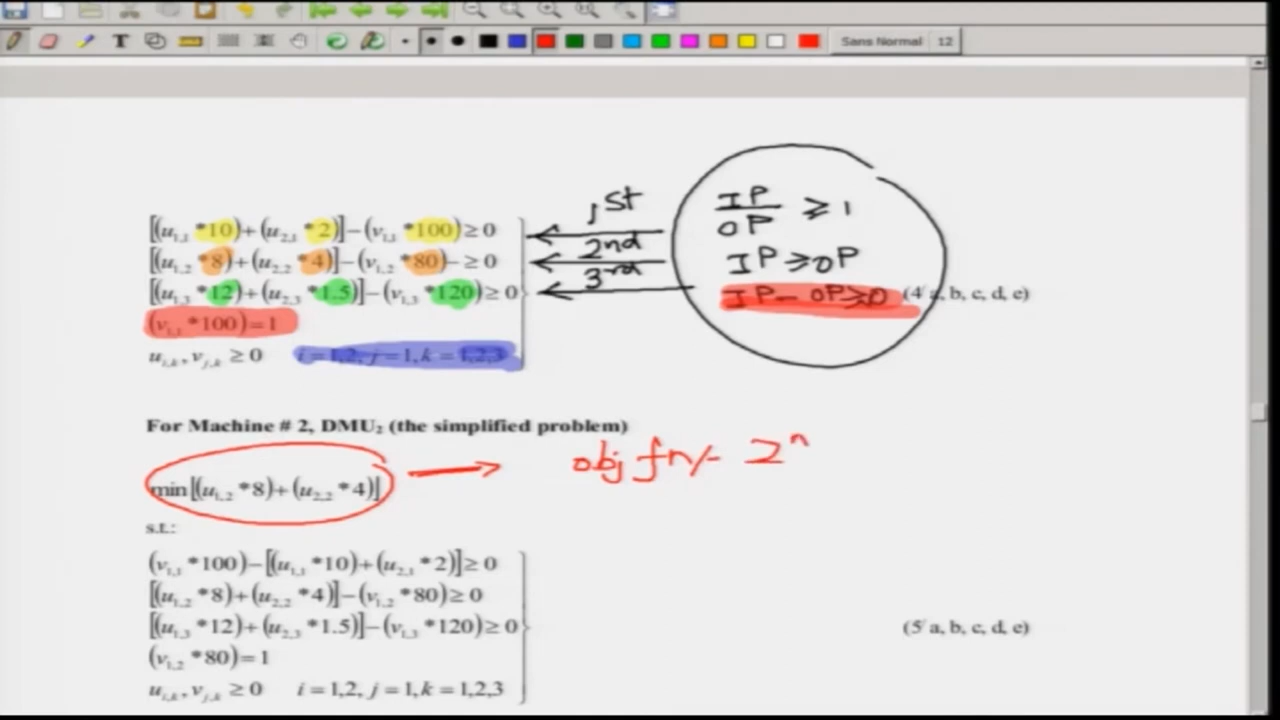 Sans Normal 12
1st
[(u1,1 *10)+(u2,1 *2)]−(v1,1 *100)≥0
2nd
[(u1,2 *8)+(u2,2 *4)]−(v1,2 *80)−≥0
3rd
[(u1,3 *12)+(u2,3 *1.5)]−(v1,3 *120)≥0
(v1,1 *100)=1
ui,k, vj,k ≥0 i=1,2, j=1, k=1,2,3
IP/OP ≥ 1
IP ≥ OP
IP − OP ≥ 0
(4 a, b, c, d, e)
For Machine # 2, DMU2 (the simplified problem)
min[(u1,2 *8)+(u2,2 *4)]
obj fn/- 2n
s.t.:
(v1,1 *100)−[(u1,1 *10)+(u2,1 *2)]≥0
[(u1,2 *8)+(u2,2 *4)]−(v1,2 *80)≥0
[(u1,3 *12)+(u2,3 *1.5)]−(v1,3 *120)≥0
(5 a, b, c, d, e)
(v1,2 *80)=1
ui,k, vj,k ≥0 i=1,2, j=1, k=1,2,3